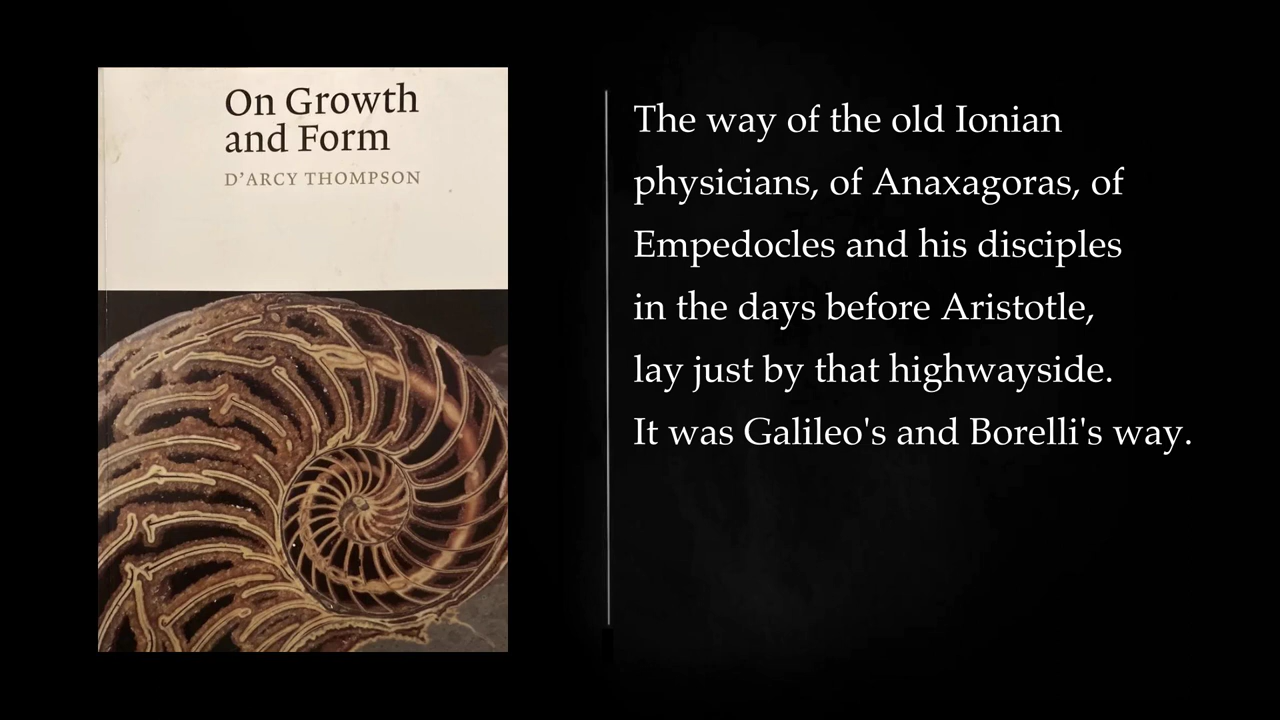 On Growth
and Form
D'ARCY THOMPSON
The way of the old Ionian
physicians, of Anaxagoras, of
Empedocles and his disciples
in the days before Aristotle,
lay just by that highwayside.
It was Galileo's and Borelli's way.